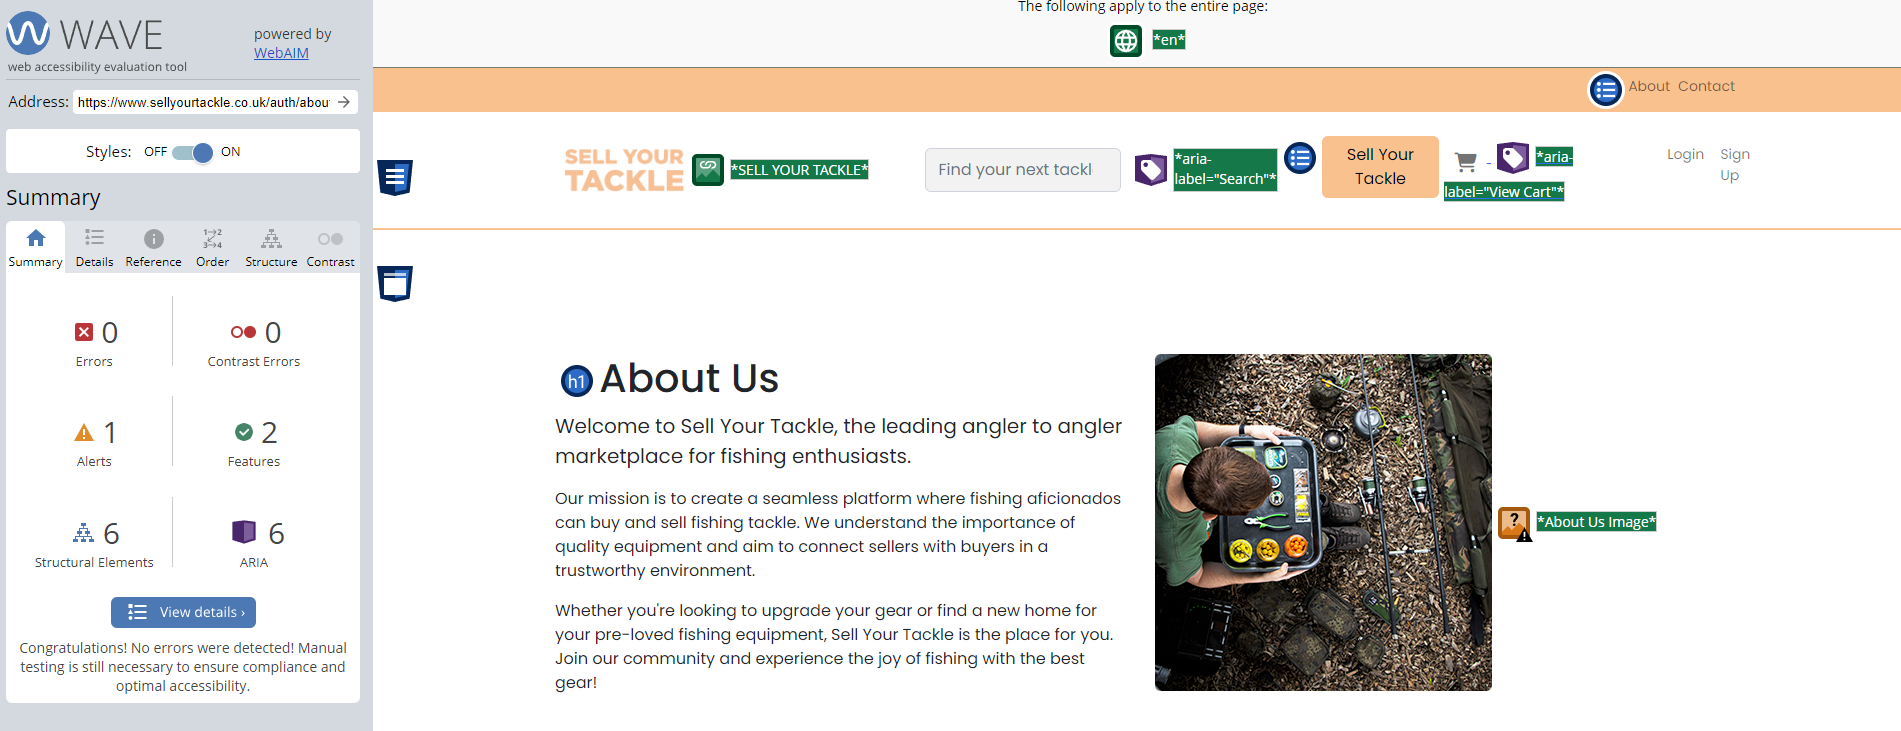 WAVE
powered by
WebAIM
web accessibility evaluation tool
Address: https://www.sellyourtackle.co.uk/auth/abou
Styles: OFF ON
Summary
Summary Details Reference Order Structure Contrast
0
Errors
0
Contrast Errors
1
Alerts
2
Features
6
Structural Elements
6
ARIA
View details ›
Congratulations! No errors were detected! Manual
testing is still necessary to ensure compliance and
optimal accessibility.
The following apply to the entire page:
*en*
About Contact
SELL YOUR
TACKLE
*SELL YOUR TACKLE*
Find your next tackl
*aria-
label="Search"*
Sell Your
Tackle
- *aria-
label="View Cart"*
Login
Sign
Up
h1 About Us
Welcome to Sell Your Tackle, the leading angler to angler
marketplace for fishing enthusiasts.
Our mission is to create a seamless platform where fishing aficionados
can buy and sell fishing tackle. We understand the importance of
quality equipment and aim to connect sellers with buyers in a
trustworthy environment.
Whether you're looking to upgrade your gear or find a new home for
your pre-loved fishing equipment, Sell Your Tackle is the place for you.
Join our community and experience the joy of fishing with the best
gear!
*About Us Image*